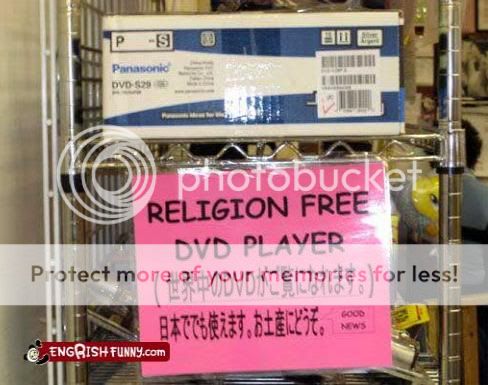 P - S
Silver
Argent
Panasonic
DVD-S29
Panasonic ideas for
photobucket
RELIGION FREE
DVD PLAYER
Protect more of your memories for less!
(世界中のDVDがご覧になれます。)
日本ででも使えます。お土産にどうぞ。
GOOD
NEWS
ENGRISH FUNNY.com